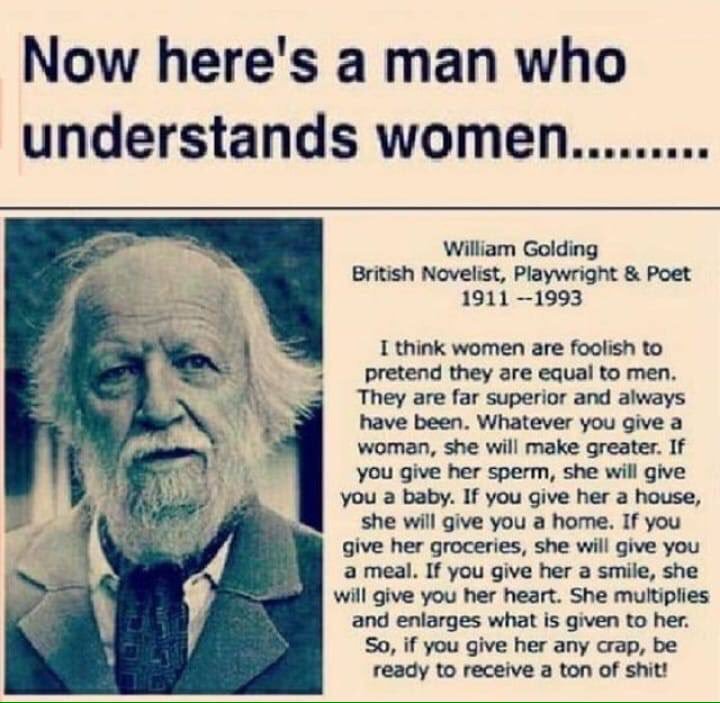 Now here's a man who
understands women.........
William Golding
British Novelist, Playwright & Poet
1911 --1993
I think women are foolish to
pretend they are equal to men.
They are far superior and always
have been. Whatever you give a
woman, she will make greater. If
you give her sperm, she will give
you a baby. If you give her a house,
she will give you a home. If you
give her groceries, she will give you
a meal. If you give her a smile, she
will give you her heart. She multiplies
and enlarges what is given to her.
So, if you give her any crap, be
ready to receive a ton of shit!